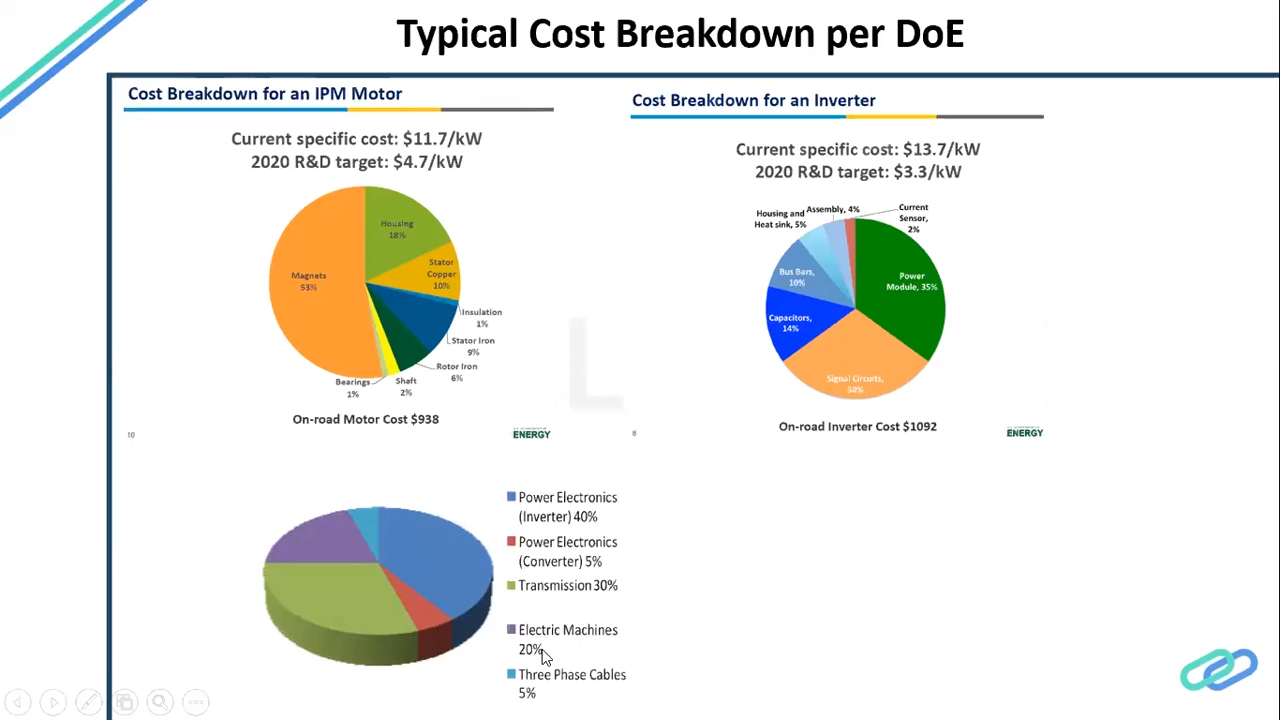 Typical Cost Breakdown per DoE
Cost Breakdown for an IPM Motor
Current specific cost: $11.7/kW
2020 R&D target: $4.7/kW
Housing
18%
Stator
Copper
10%
Magnets
53%
Insulation
1%
Stator Iron
9%
Rotor Iron
6%
Shaft
2%
Bearings
1%
On-road Motor Cost $938
10
ENERGY
Cost Breakdown for an Inverter
Current specific cost: $13.7/kW
2020 R&D target: $3.3/kW
Housing and
Heat sink, 5%
Assembly, 4%
Current
Sensor,
2%
Bus Bars,
10%
Power
Module, 35%
Capacitors,
14%
Signal Circuits,
30%
On-road Inverter Cost $1092
8
ENERGY
L
Power Electronics
(Inverter) 40%
Power Electronics
(Converter) 5%
Transmission 30%
Electric Machines
20%
Three Phase Cables
5%